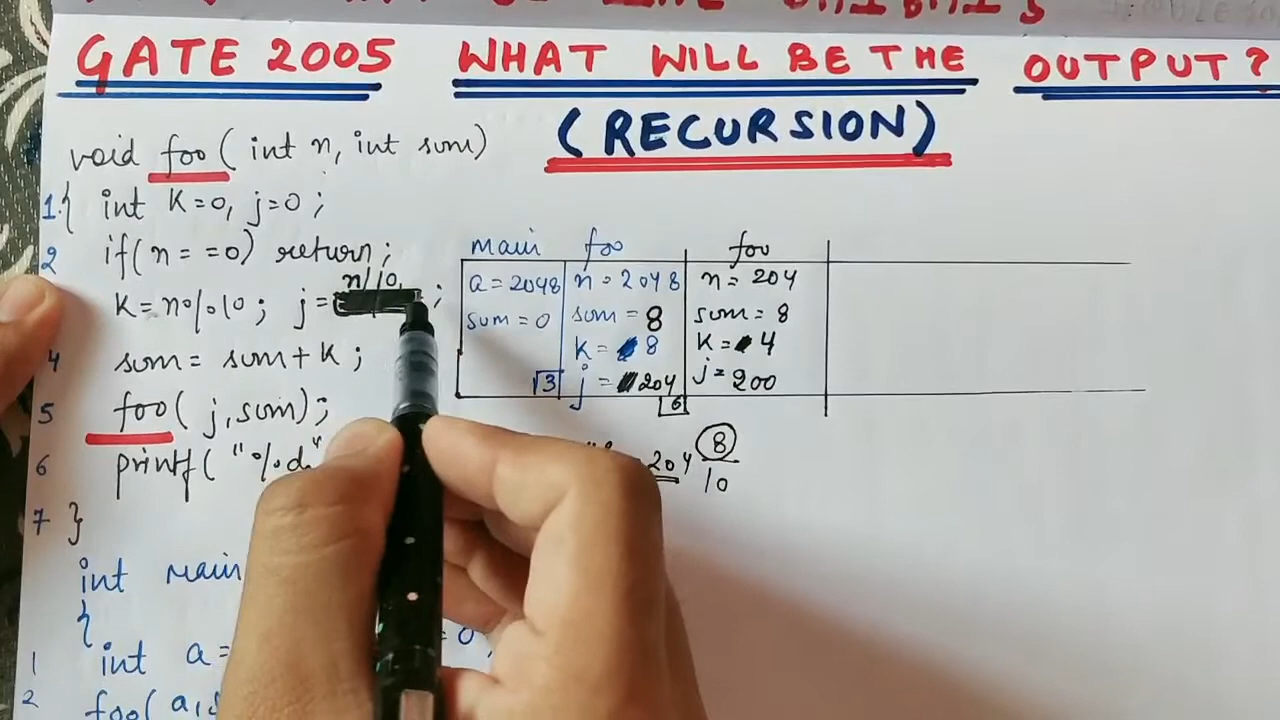 GATE 2005 WHAT WILL BE THE OUTPUT?
(RECURSION)
void foo( int n, int sum)
1. { int K=0, j=0 ;
2 if( n==0) return;
n/10
K=n%10; j= ;
4 sum= sum+K;
5 foo( j,sum);
6 printf( "%d"
7 }
int main
{
1 int a= =0
2 foo( a,s
main foo foo
a=2048 n=2048 n=204
sum=0 sum=8 sum=8
K=8 K=4
3 j=204 j=200
6
204 8
10